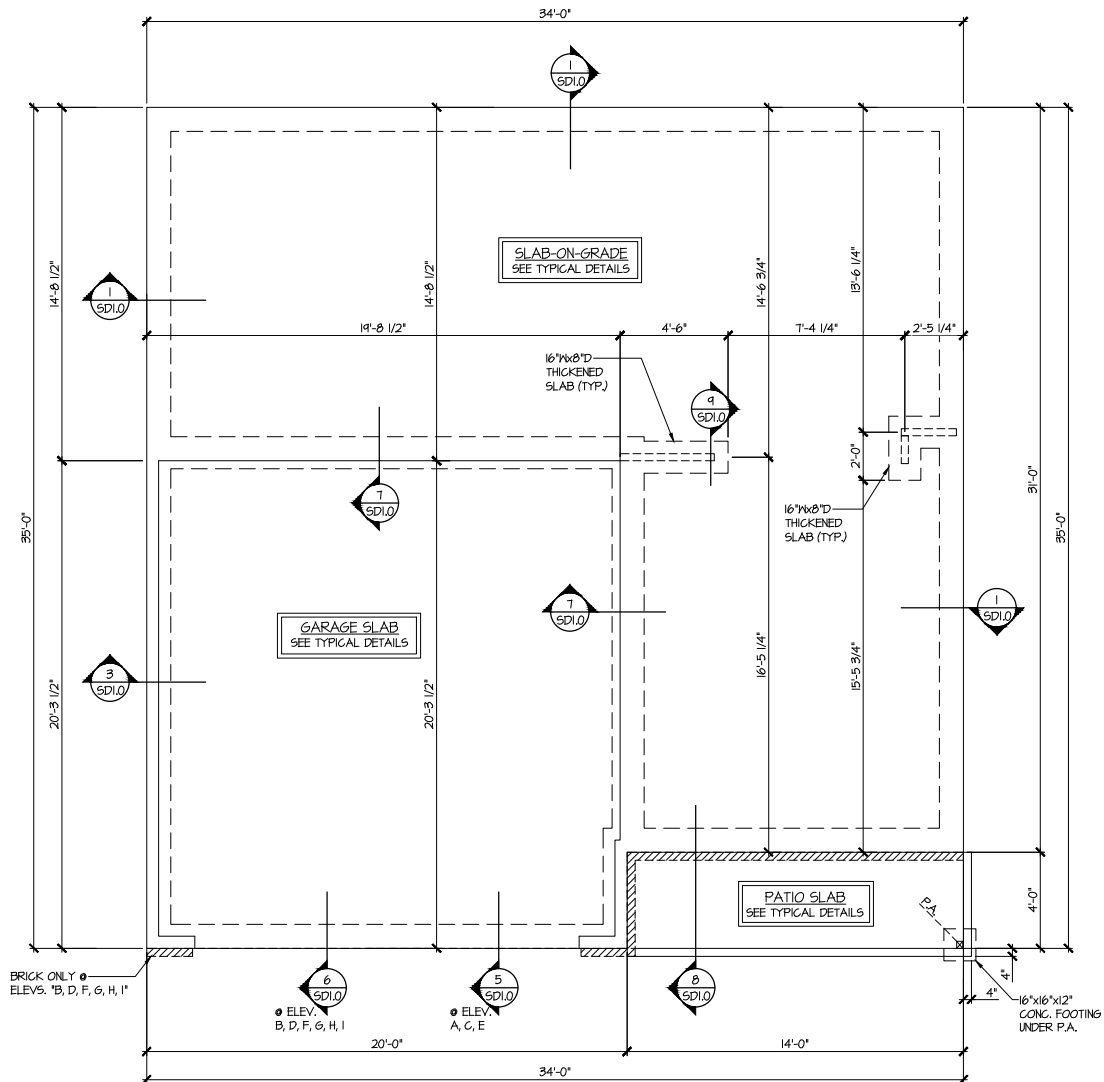 34'-0"
1
SD1.0
SLAB-ON-GRADE
SEE TYPICAL DETAILS
14'-8 1/2"
14'-8 1/2"
14'-6 3/4"
13'-6 1/4"
1
SD1.0
19'-8 1/2"
4'-6"
7'-4 1/4"
2'-5 1/4"
16"Wx8"D
THICKENED
SLAB (TYP.)
9
SD1.0
2'-0"
31'-0"
7
SD1.0
16"Wx8"D
THICKENED
SLAB (TYP.)
35'-0"
35'-0"
7
SD1.0
1
SD1.0
GARAGE SLAB
SEE TYPICAL DETAILS
16'-5 1/4"
15'-5 3/4"
3
SD1.0
20'-3 1/2"
20'-3 1/2"
PATIO SLAB
SEE TYPICAL DETAILS
P.A.
4'-0"
BRICK ONLY @
ELEVS. "B, D, F, G, H, I"
6
SD1.0
@ ELEV.
B, D, F, G, H, I
5
SD1.0
@ ELEV.
A, C, E
8
SD1.0
4"
4"
16"x16"x12"
CONC. FOOTING
UNDER P.A.
20'-0"
14'-0"
34'-0"